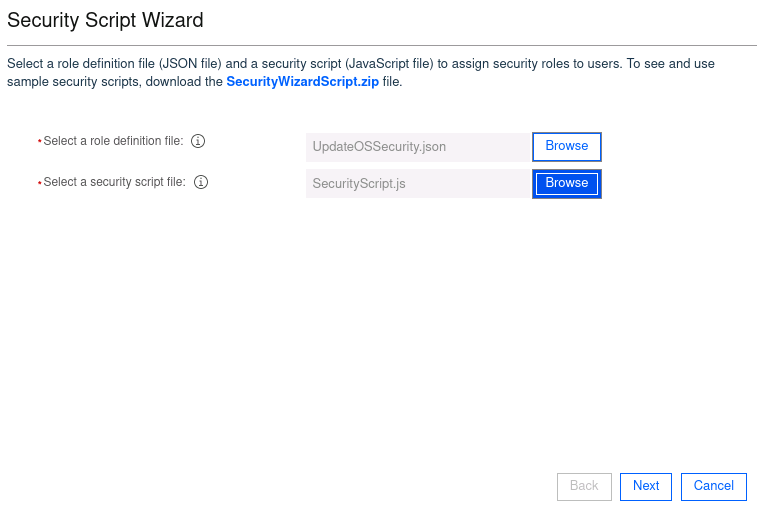 Security Script Wizard
Select a role definition file (JSON file) and a security script (JavaScript file) to assign security roles to users. To see and use
sample security scripts, download the SecurityWizardScript.zip file.
*Select a role definition file: UpdateOSSecurity.json Browse
*Select a security script file: SecurityScript.js Browse
Back Next Cancel